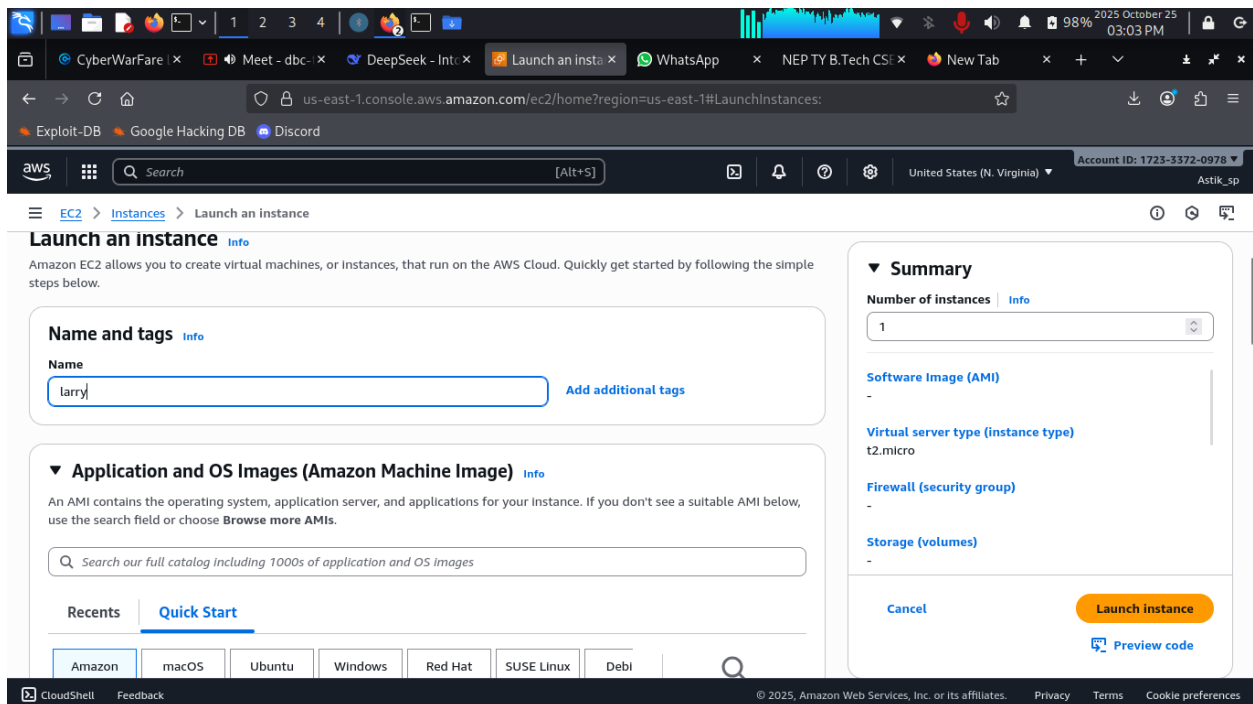 1 2 3 4
2
98%
2025 October 25
03:03 PM
CyberWarFare L
Meet - dbc-
DeepSeek - Into
Launch an insta
WhatsApp
NEP TY B.Tech CSE
New Tab
us-east-1.console.aws.amazon.com/ec2/home?region=us-east-1#LaunchInstances:
Exploit-DB
Google Hacking DB
Discord
aws
Search
[Alt+S]
United States (N. Virginia)
Account ID: 1723-3372-0978
Astik_sp
EC2 > Instances > Launch an instance
Launch an instance Info
Amazon EC2 allows you to create virtual machines, or instances, that run on the AWS Cloud. Quickly get started by following the simple
steps below.
Name and tags Info
Name
larry
Add additional tags
Application and OS Images (Amazon Machine Image) Info
An AMI contains the operating system, application server, and applications for your instance. If you don't see a suitable AMI below,
use the search field or choose Browse more AMIs.
Search our full catalog including 1000s of application and OS images
Recents
Quick Start
Amazon
macOS
Ubuntu
Windows
Red Hat
SUSE Linux
Debi
Summary
Number of instances Info
1
Software Image (AMI)
-
Virtual server type (instance type)
t2.micro
Firewall (security group)
-
Storage (volumes)
-
Cancel
Launch instance
Preview code
CloudShell
Feedback
© 2025, Amazon Web Services, Inc. or its affiliates.
Privacy
Terms
Cookie preferences